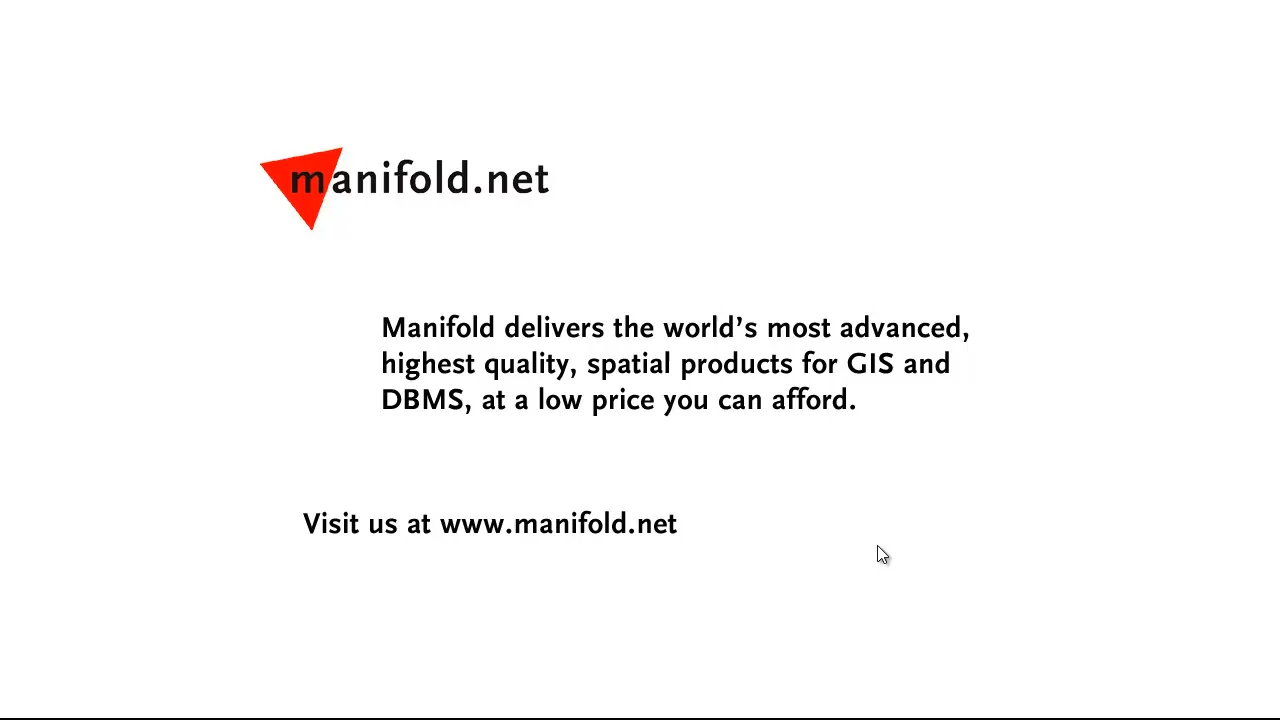 manifold.net
Manifold delivers the world’s most advanced,
highest quality, spatial products for GIS and
DBMS, at a low price you can afford.
Visit us at www.manifold.net